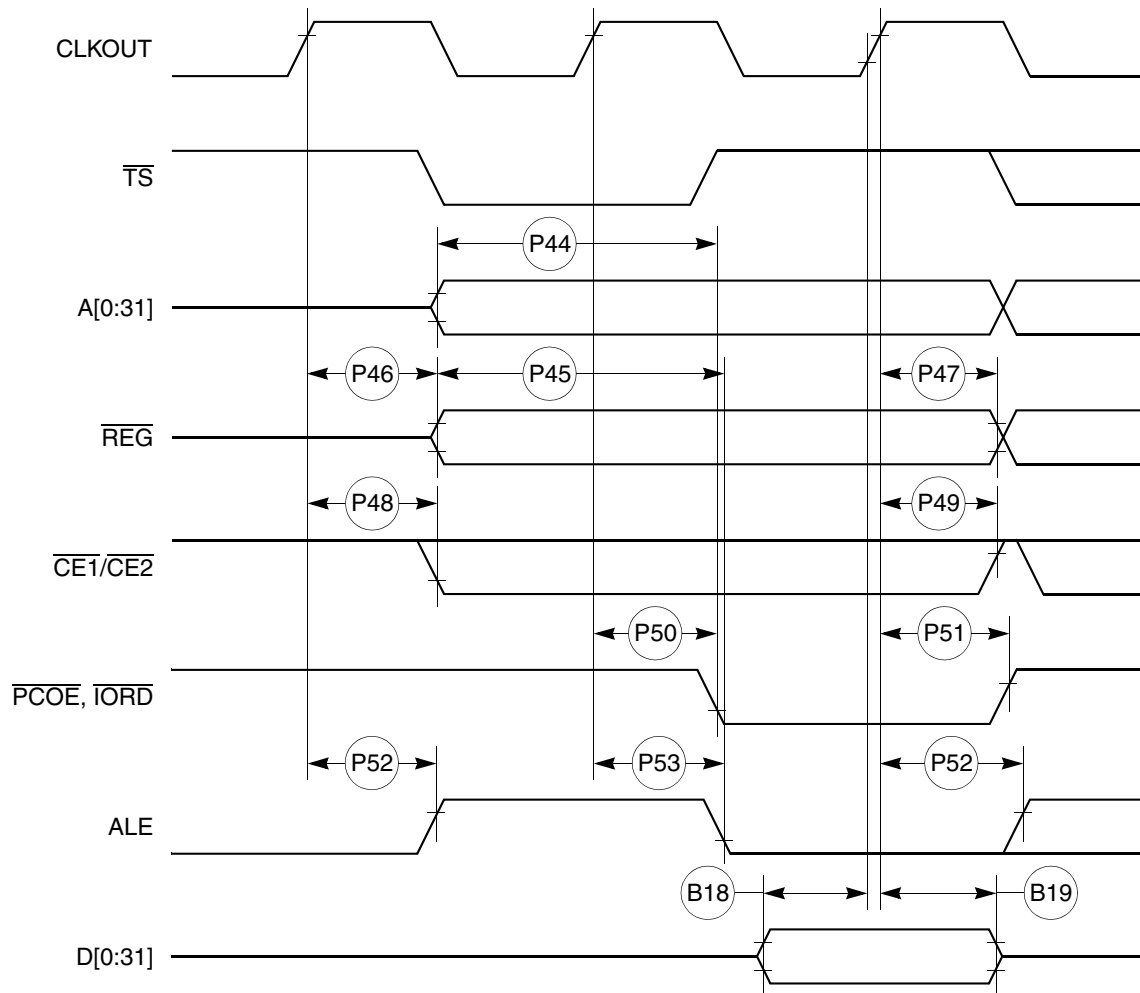 CLKOUT
TS
P44
A[0:31]
P46 P45 P47
REG
P48 P49
CE1/CE2
P50 P51
PCOE, IORD
P52 P53 P52
ALE
B18 B19
D[0:31]